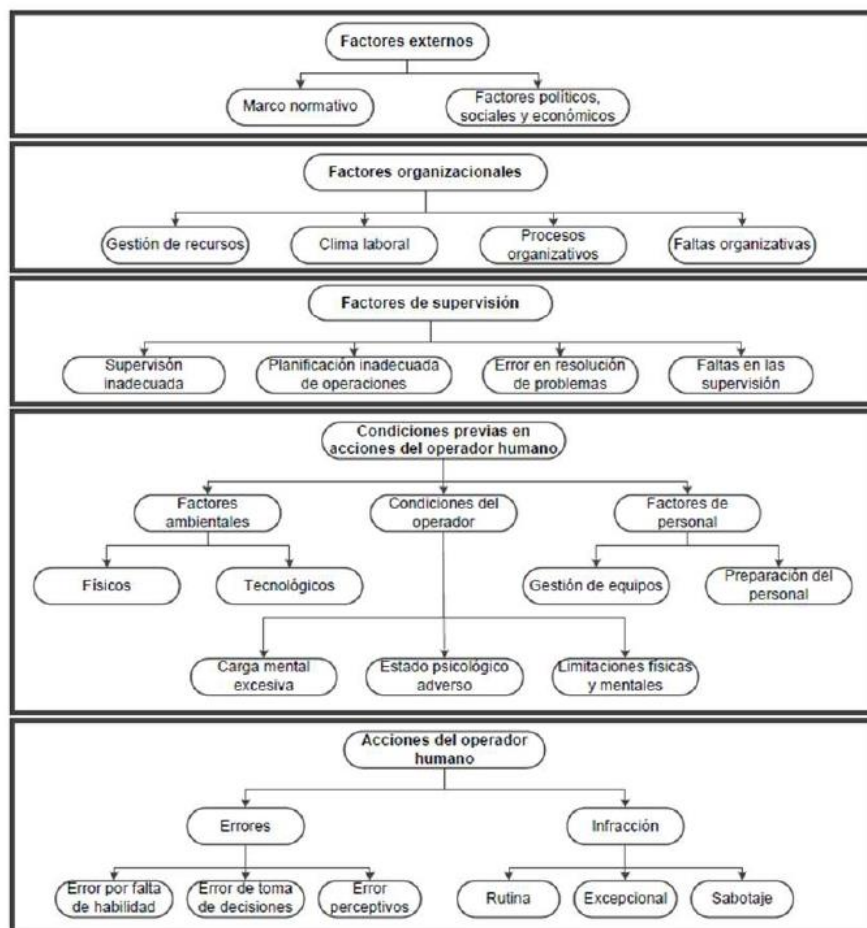 Factores externos
Marco normativo
Factores políticos,
sociales y económicos
Factores organizacionales
Gestión de recursos
Clima laboral
Procesos
organizativos
Faltas organizativas
Factores de supervisión
Supervisón
inadecuada
Planificación inadecuada
de operaciones
Error en resolución
de problemas
Faltas en las
supervisión
Condiciones previas en
acciones del operador humano
Factores
ambientales
Condiciones del
operador
Factores de
personal
Físicos
Tecnológicos
Gestión de equipos
Preparación del
personal
Carga mental
excesiva
Estado psicológico
adverso
Limitaciones físicas
y mentales
Acciones del operador
humano
Errores
Infracción
Error por falta
de habilidad
Error de toma
de decisiones
Error
perceptivos
Rutina
Excepcional
Sabotaje